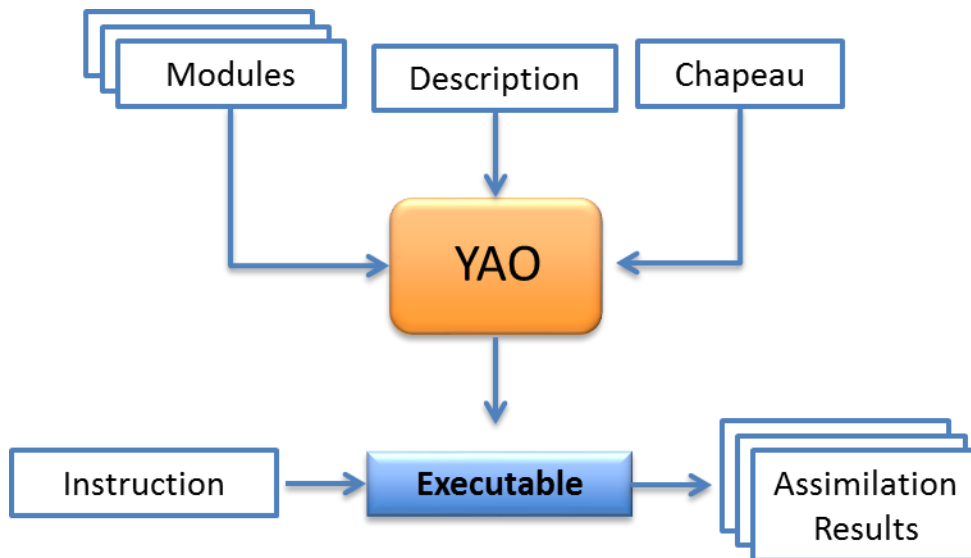 Modules
Description
Chapeau
YAO
Instruction
Executable
Assimilation
Results